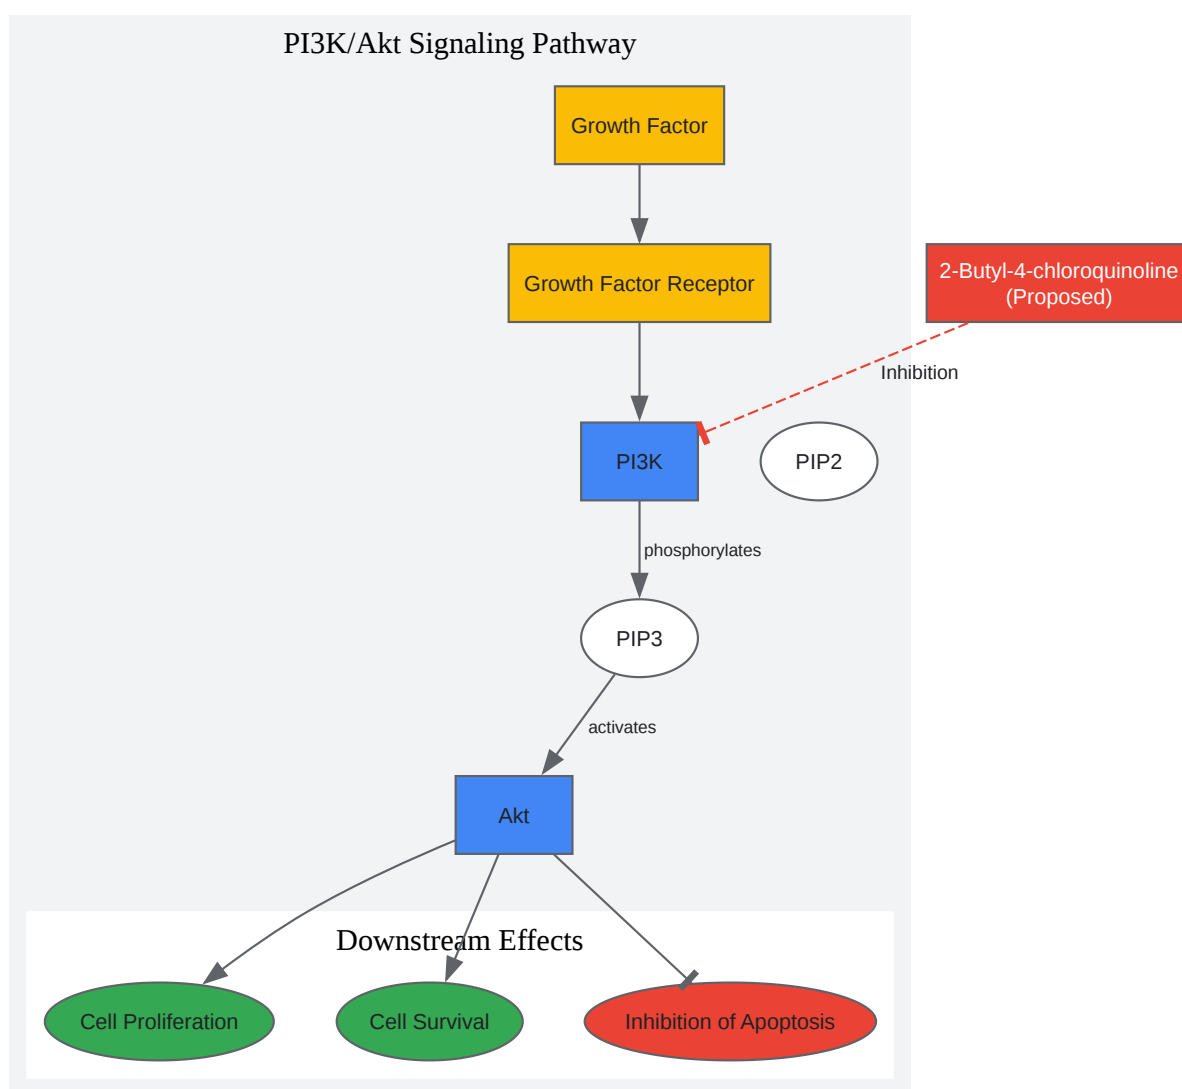 PI3K/Akt Signaling Pathway
Growth Factor
Growth Factor Receptor
2-Butyl-4-chloroquinoline
(Proposed)
Inhibition
PI3K
PIP2
phosphorylates
PIP3
activates
Akt
Downstream Effects
Cell Proliferation
Cell Survival
Inhibition of Apoptosis